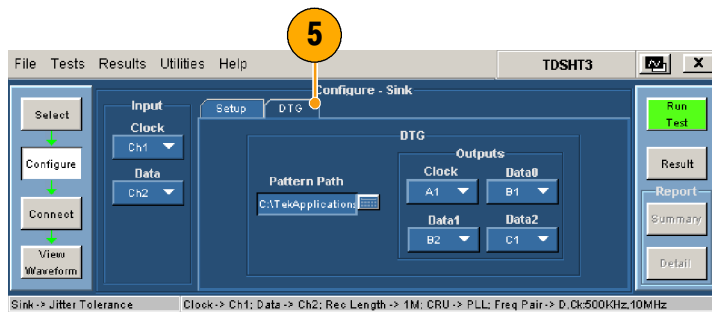 5
File Tests Results Utilities Help TDSHT3 X
Configure - Sink
Select
Configure
Connect
View
Waveform
Input
Clock
Ch1
Data
Ch2
Setup DTG
DTG
Pattern Path
C:\TekApplications
Outputs
Clock Data0
A1 B1
Data1 Data2
B2 C1
Run
Test
Result
Report
Summary
Detail
Sink -> Jitter Tolerance Clock -> Ch1; Data -> Ch2; Rec Length -> 1M; CRU -> PLL; Freq Pair -> D.Ck:500KHz,10MHz